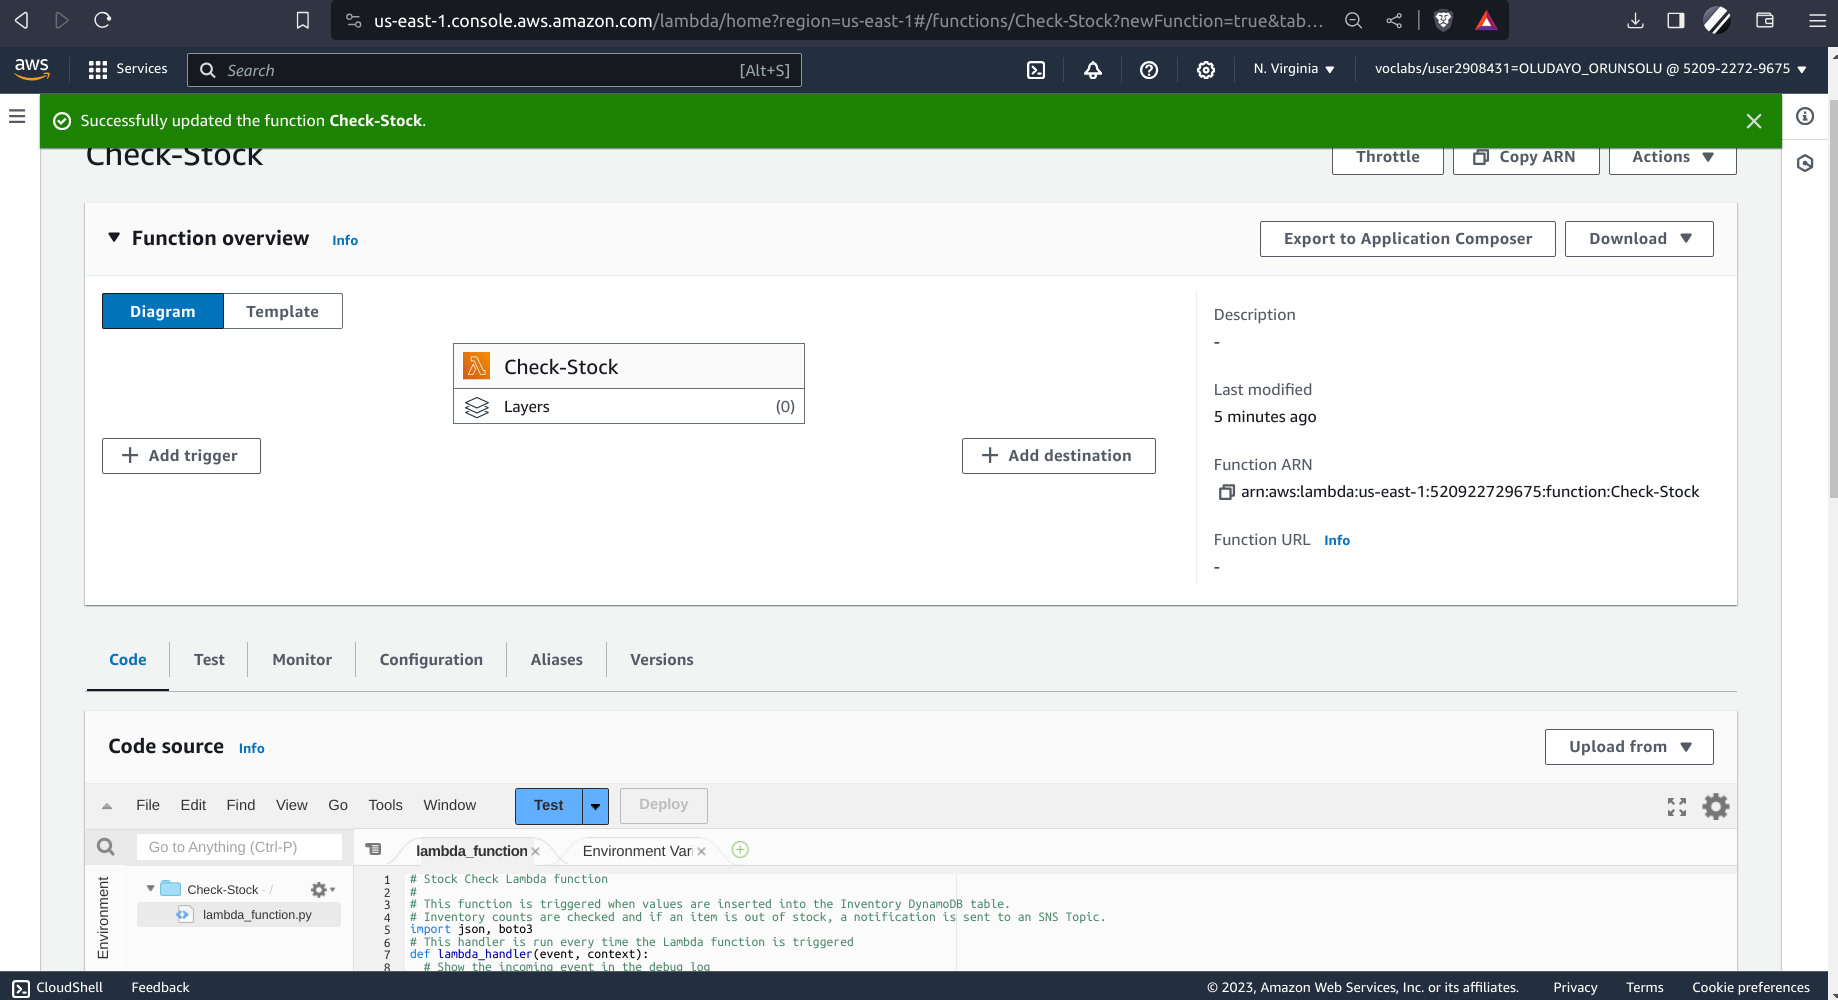 us-east-1.console.aws.amazon.com/lambda/home?region=us-east-1#/functions/Check-Stock?newFunction=true&tab...
aws
Services
Search [Alt+S]
N. Virginia
voclabs/user2908431=OLUDAYO_ORUNSOLU @ 5209-2272-9675
Successfully updated the function Check-Stock.
Check-Stock
Throttle
Copy ARN
Actions
Function overview Info
Export to Application Composer
Download
Diagram
Template
Check-Stock
Layers (0)
Add trigger
Add destination
Description
-
Last modified
5 minutes ago
Function ARN
arn:aws:lambda:us-east-1:520922729675:function:Check-Stock
Function URL Info
-
Code
Test
Monitor
Configuration
Aliases
Versions
Code source Info
Upload from
File Edit Find View Go Tools Window
Test
Deploy
Go to Anything (Ctrl-P)
lambda_function
Environment Vari
Environment
Check-Stock - /
lambda_function.py
1 # Stock Check Lambda function
2 #
3 # This function is triggered when values are inserted into the Inventory DynamoDB table.
4 # Inventory counts are checked and if an item is out of stock, a notification is sent to an SNS Topic.
5 import json, boto3
6 # This handler is run every time the Lambda function is triggered
7 def lambda_handler(event, context):
8 # Show the incoming event in the debug log
CloudShell
Feedback
© 2023, Amazon Web Services, Inc. or its affiliates.
Privacy
Terms
Cookie preferences